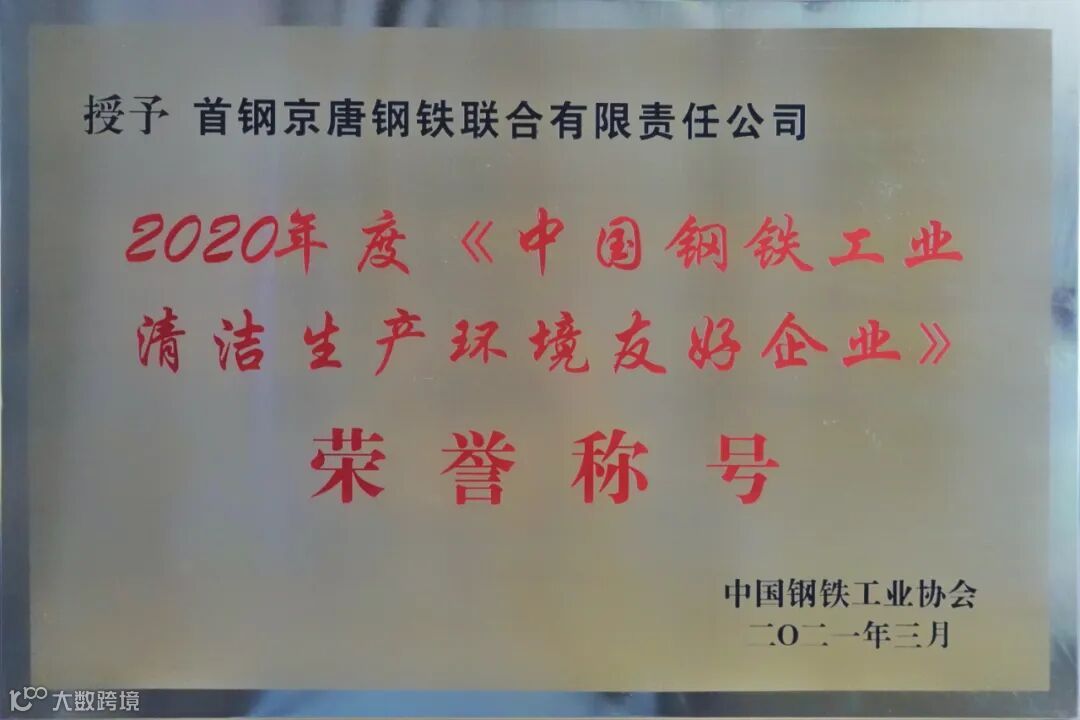 授予 首钢京唐钢铁联合有限责任公司
2020年度《中国钢铁工业
清洁生产环境友好企业》
荣誉称号
中国钢铁工业协会
二O二一年三月
大数跨境